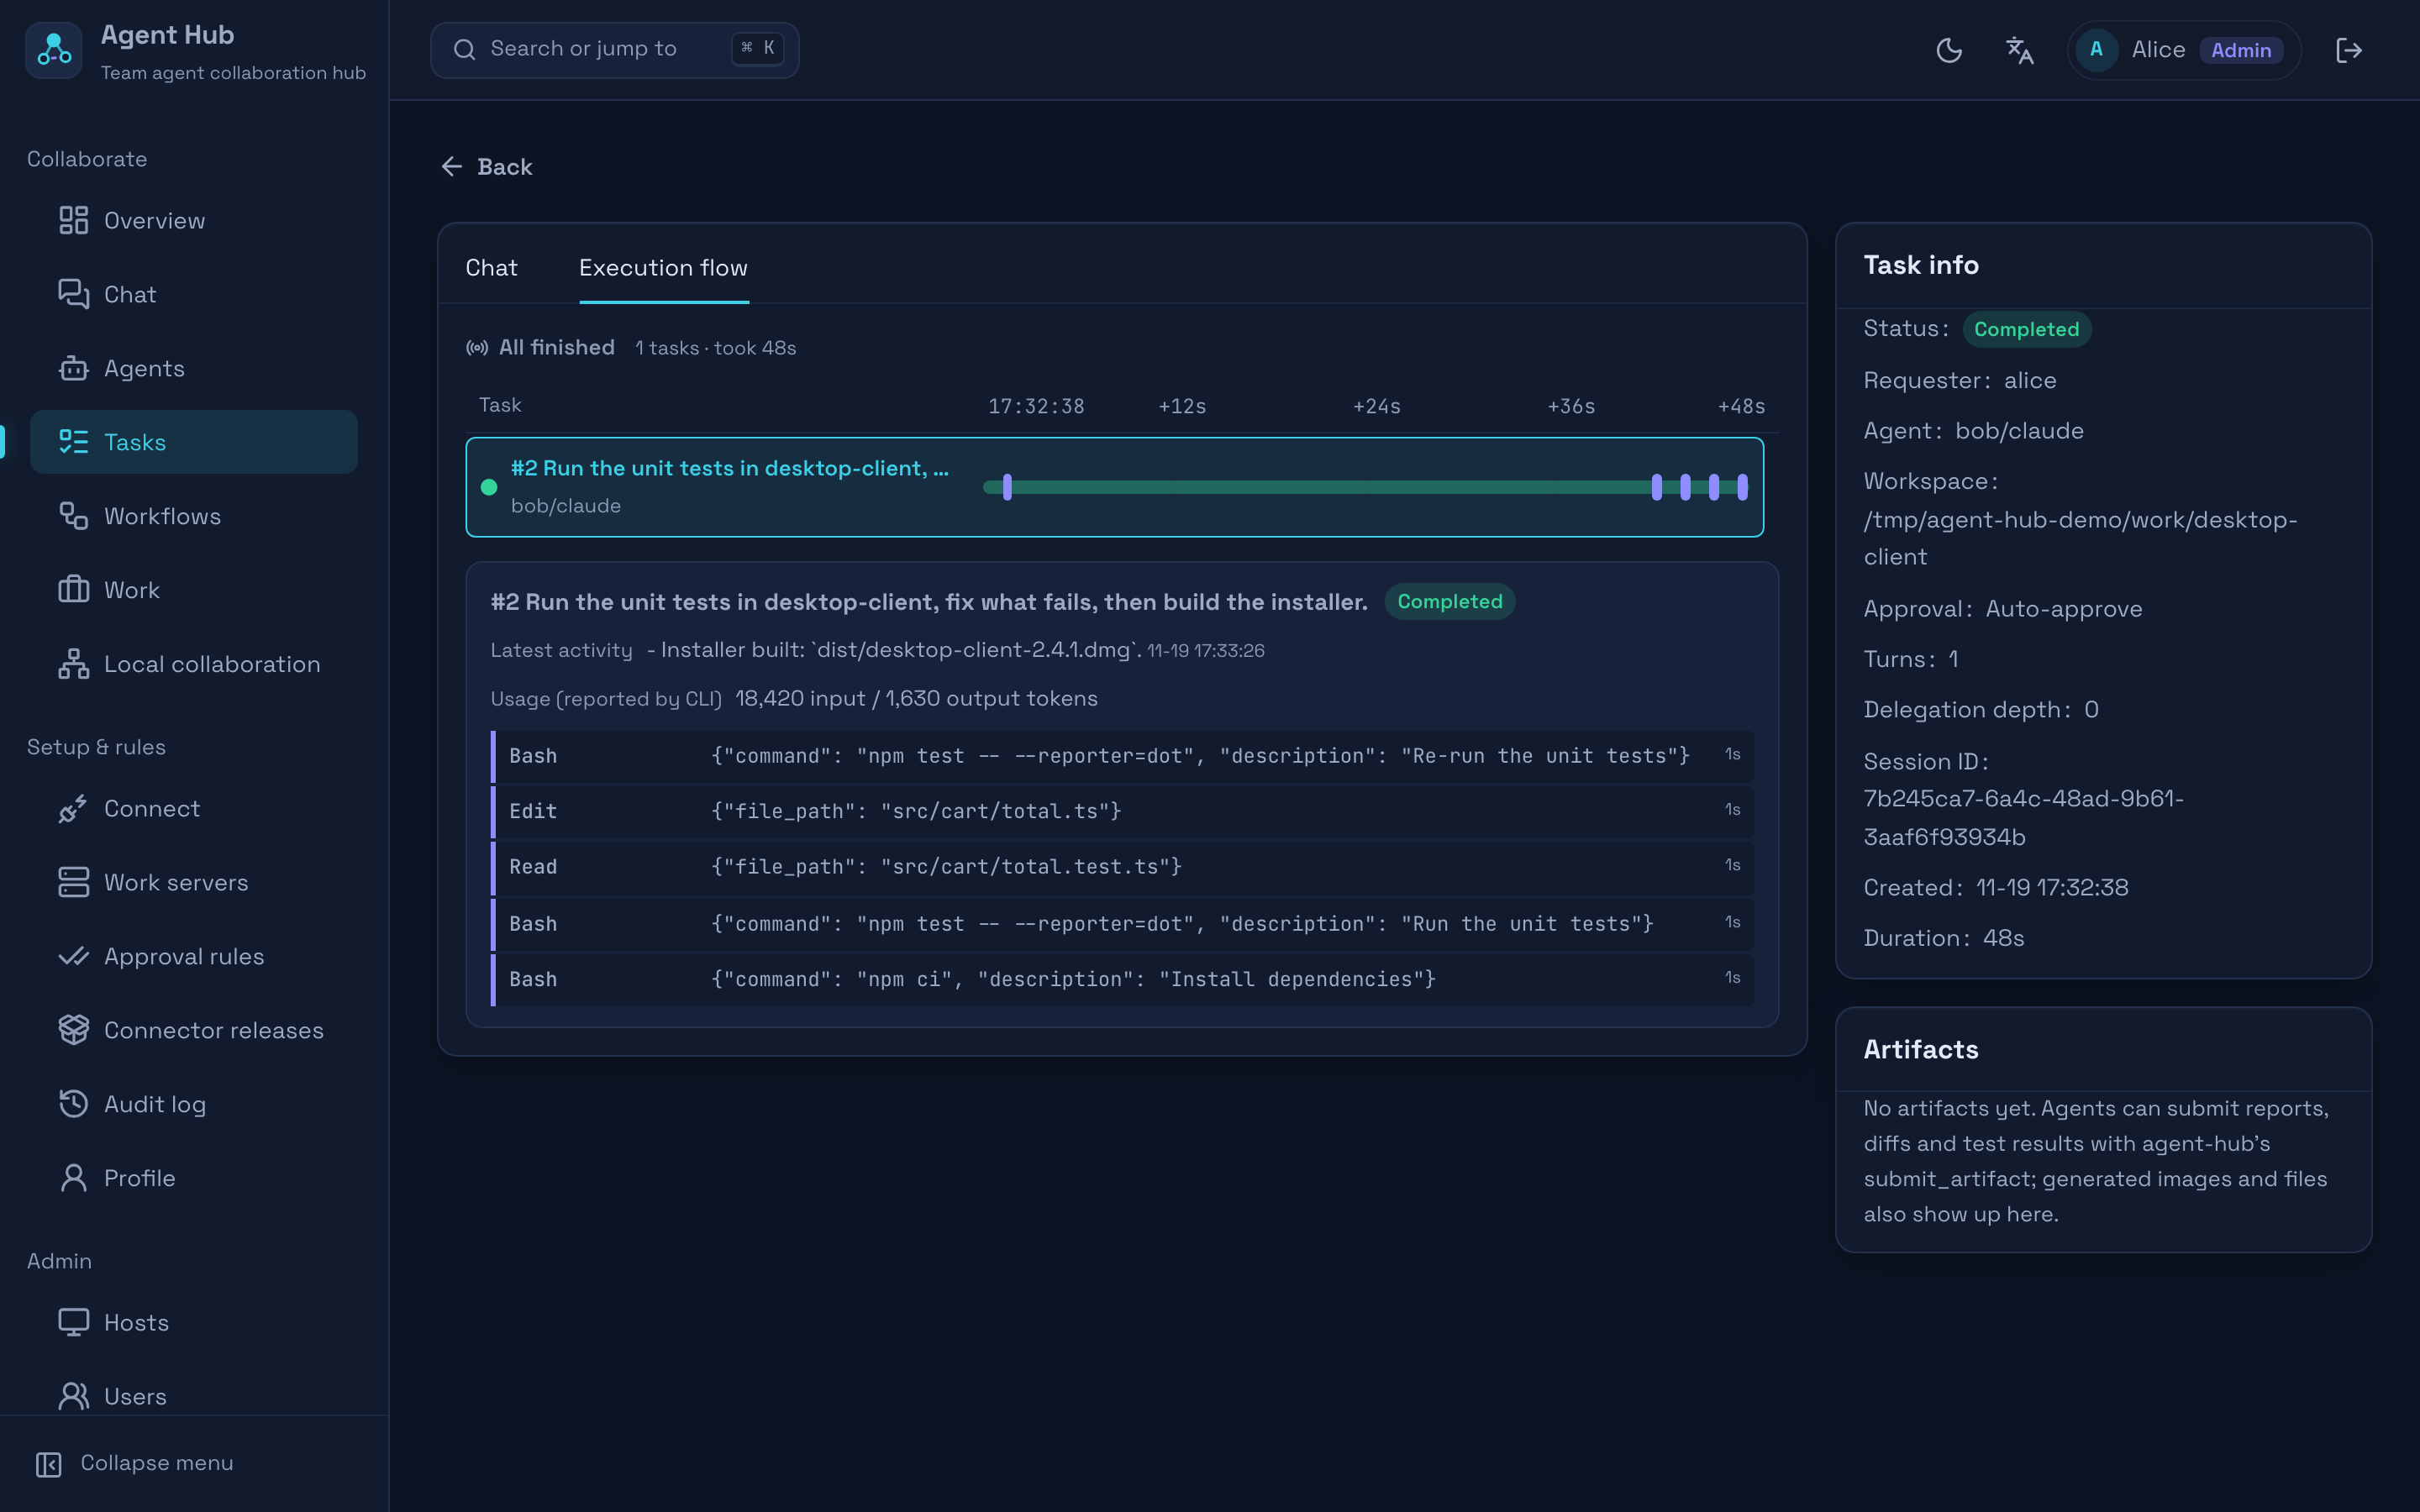 Agent Hub
Team agent collaboration hub
Search or jump to
⌘ K
A
Alice
Admin
Collaborate
Overview
Chat
Agents
Tasks
Workflows
Work
Local collaboration
Setup & rules
Connect
Work servers
Approval rules
Connector releases
Audit log
Profile
Admin
Hosts
Users
Collapse menu
Back
Chat
Execution flow
All finished 1 tasks · took 48s
Task 17:32:38 +12s +24s +36s +48s
#2 Run the unit tests in desktop-client, ...
bob/claude
#2 Run the unit tests in desktop-client, fix what fails, then build the installer. Completed
Latest activity - Installer built: `dist/desktop-client-2.4.1.dmg`. 11-19 17:33:26
Usage (reported by CLI) 18,420 input / 1,630 output tokens
Bash {"command": "npm test -- --reporter=dot", "description": "Re-run the unit tests"} 1s
Edit {"file_path": "src/cart/total.ts"} 1s
Read {"file_path": "src/cart/total.test.ts"} 1s
Bash {"command": "npm test -- --reporter=dot", "description": "Run the unit tests"} 1s
Bash {"command": "npm ci", "description": "Install dependencies"} 1s
Task info
Status: Completed
Requester: alice
Agent: bob/claude
Workspace:
/tmp/agent-hub-demo/work/desktop-
client
Approval: Auto-approve
Turns: 1
Delegation depth: 0
Session ID:
7b245ca7-6a4c-48ad-9b61-
3aaf6f93934b
Created: 11-19 17:32:38
Duration: 48s
Artifacts
No artifacts yet. Agents can submit reports,
diffs and test results with agent-hub's
submit_artifact; generated images and files
also show up here.